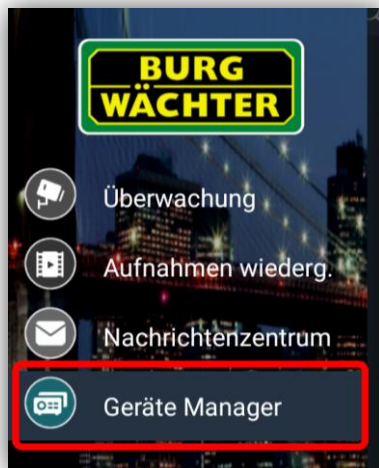 BURG
WÄCHTER
Überwachung
Aufnahmen wiederg.
Nachrichtenzentrum
Geräte Manager